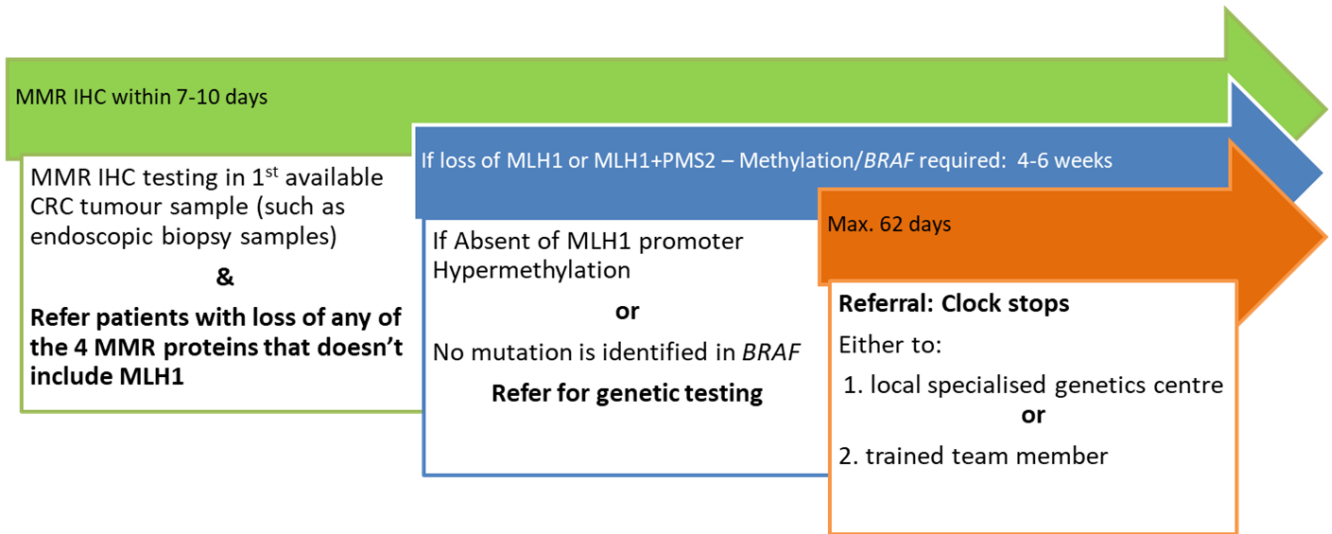 MMR IHC within 7-10 days
MMR IHC testing in 1st available
CRC tumour sample (such as
endoscopic biopsy samples)
&
Refer patients with loss of any of
the 4 MMR proteins that doesn't
include MLH1
If loss of MLH1 or MLH1+PMS2 – Methylation/BRAF required: 4-6 weeks
If Absent of MLH1 promoter
Hypermethylation
or
No mutation is identified in BRAF
Refer for genetic testing
Max. 62 days
Referral: Clock stops
Either to:
1. local specialised genetics centre
or
2. trained team member